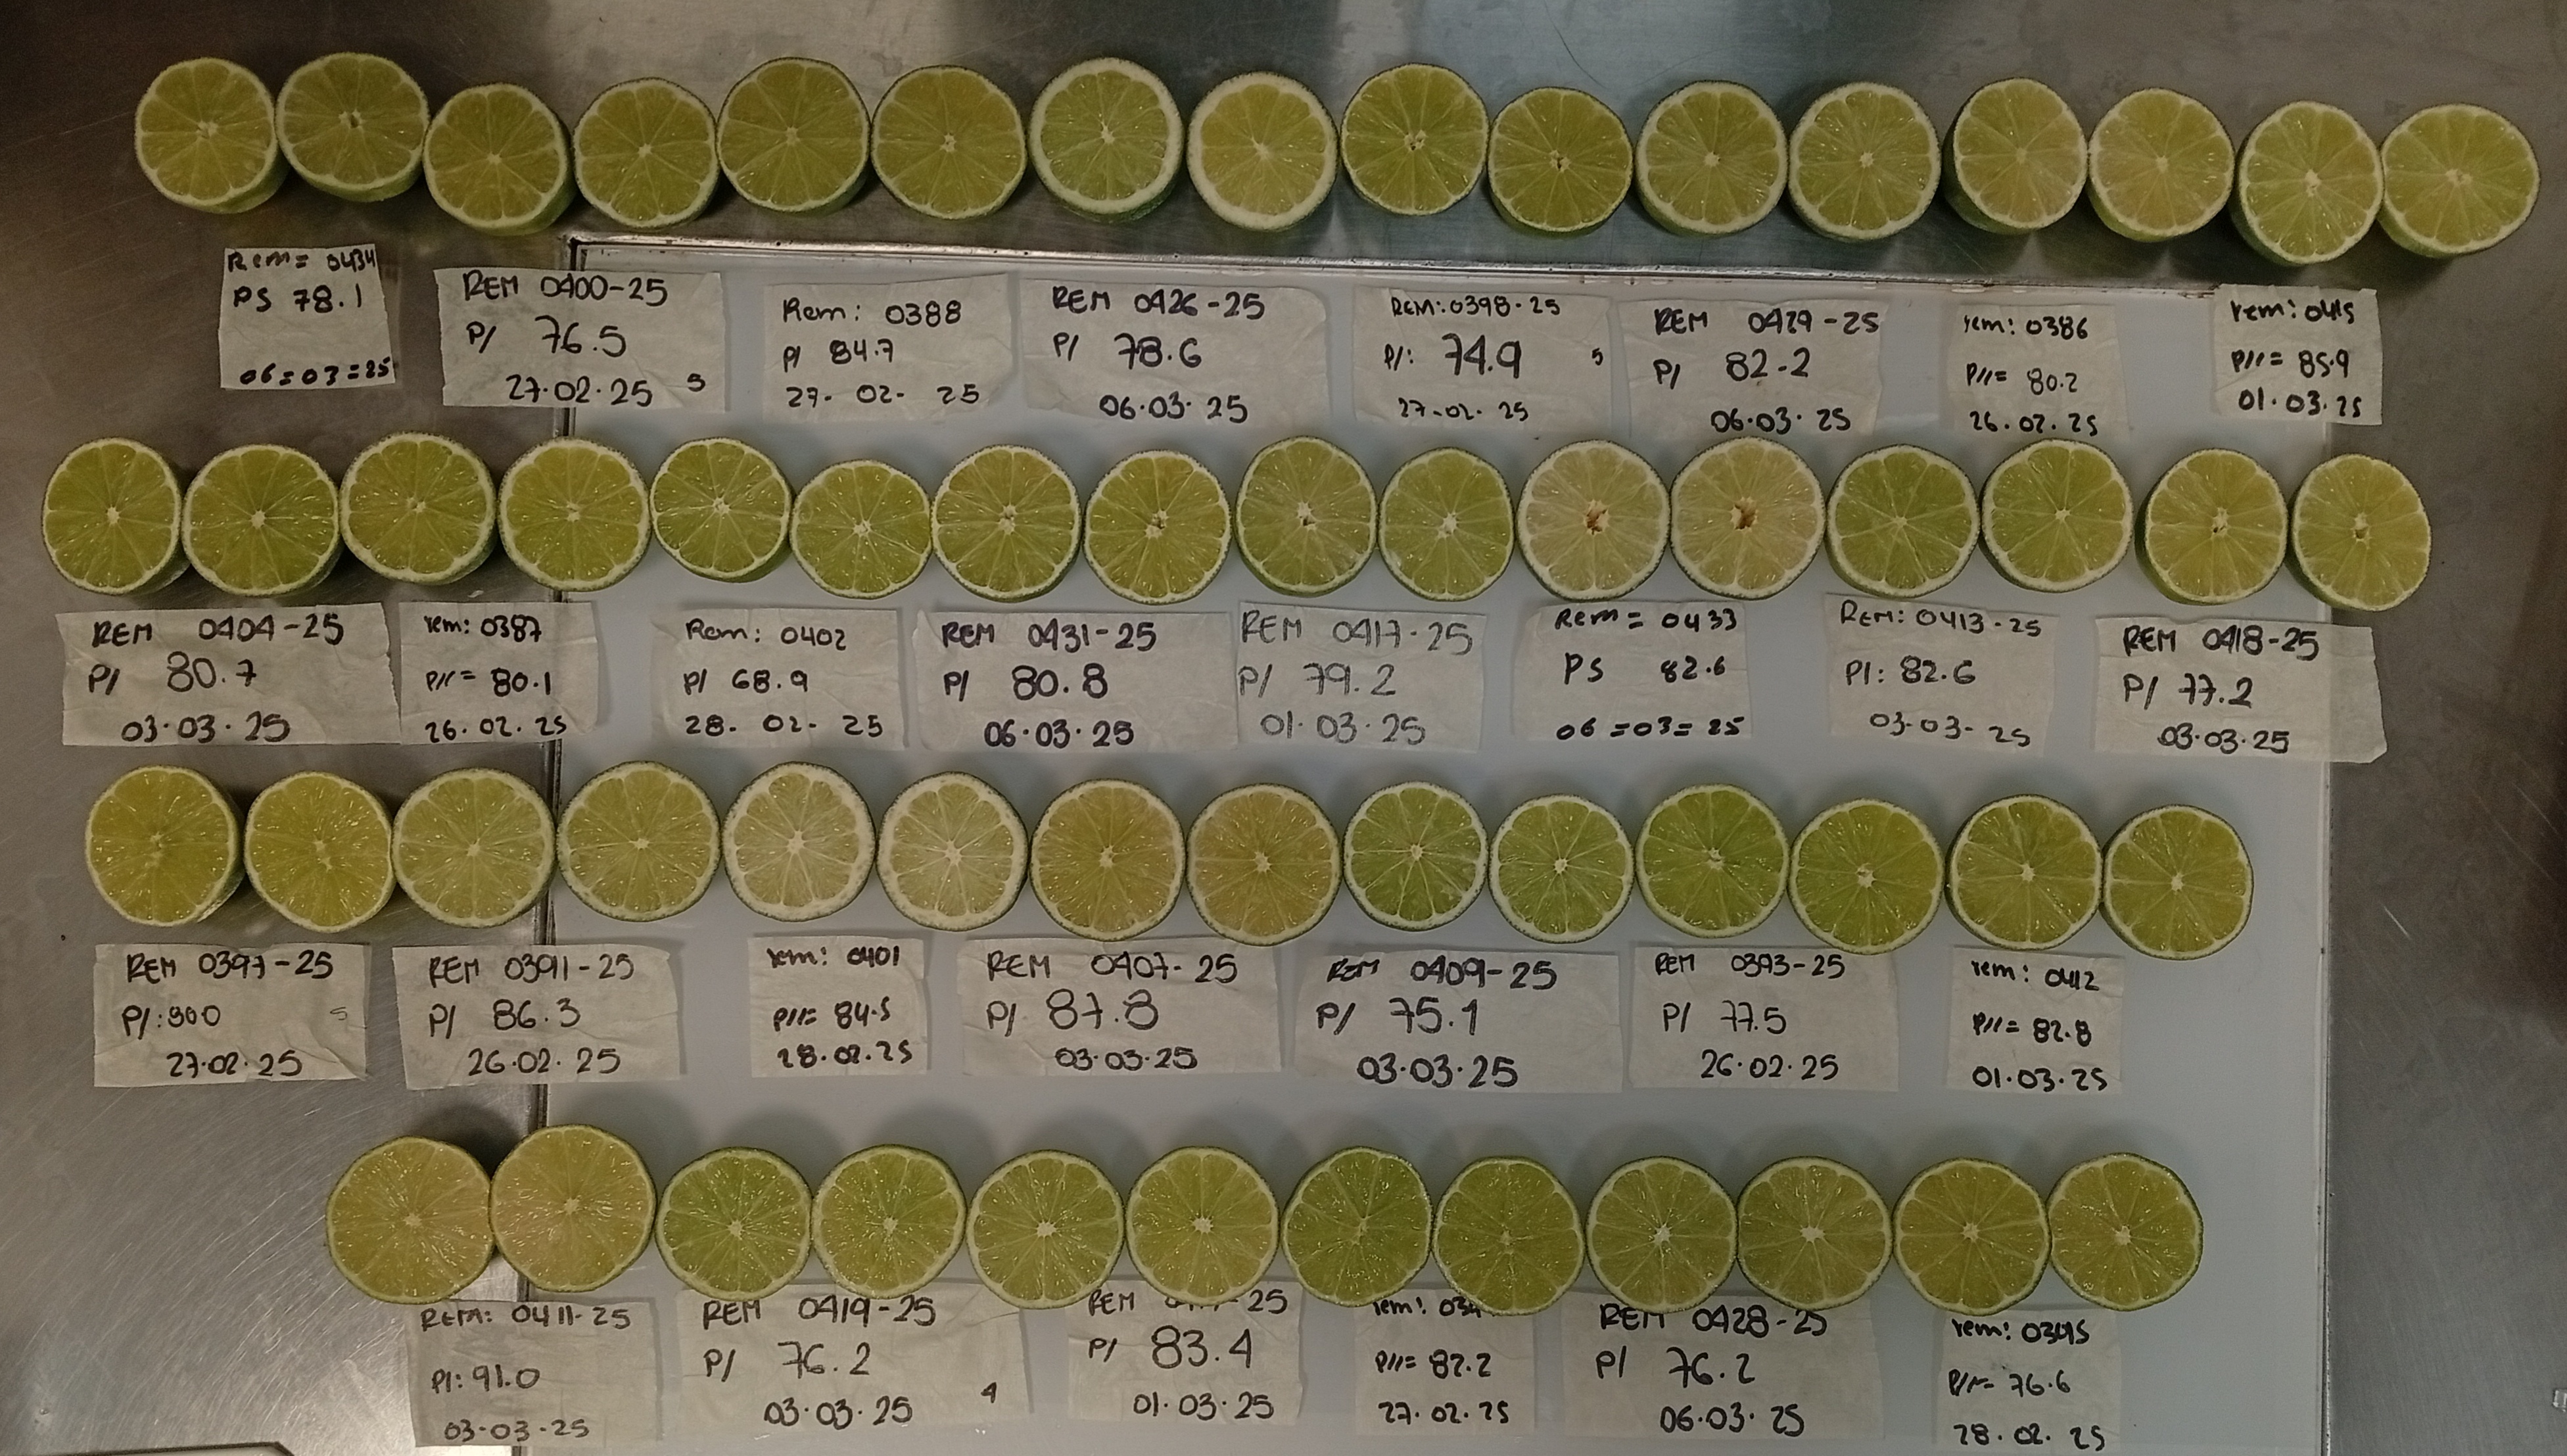 Rem= 0434
PS 78.1
06=03=25
REM 0400-25
P/ 76.5
27.02.25 5
Rem: 0388
P/ 84.7
27- 02- 25
REM 0426-25
P/ 78.6
06.03.25
REM:0398-25
P/: 74.9 5
27-02. 25
REM 0429-25
P/ 82.2
06.03.25
rem: 0386
P//= 80.2
26.02.25
rem: 0415
P//= 85.9
01.03.25
REM 0404-25
P/ 80.7
03.03.25
rem: 0387
P//= 80.1
26.02.25
Rem: 0402
P/ 68.9
28- 02- 25
REM 0431-25
P/ 80.8
06.03.25
REM 0417-25
P/ 79.2
01.03.25
Rem= 0433
PS 82.6
06=03=25
REM: 0413-25
P/: 82.6
03-03-25
REM 0418-25
P/ 77.2
03.03.25
REM 0397-25
P/: 5
27.02.25
REM 0391-25
P/ 86.3
26.02.25
rem: 0401
P//= 84.5
28.02.25
REM 0407-25
P/ 87.8
03.03.25
REM 0409-25
P/ 75.1
03.03.25
REM 0393-25
P/ 77.5
26.02.25
rem: 0412
P//= 82.8
01.03.25
REM: 0411-25
P/: 91.0
03-03-25
REM 0419-25
P/ 76.2
03.03.25 4
REM 25
P/ 83.4
01.03.25
rem:
P//= 82.2
27.02.25
REM 0428-25
P/ 76.2
06.03.25
rem: 0395
P//= 76.6
28.02.25